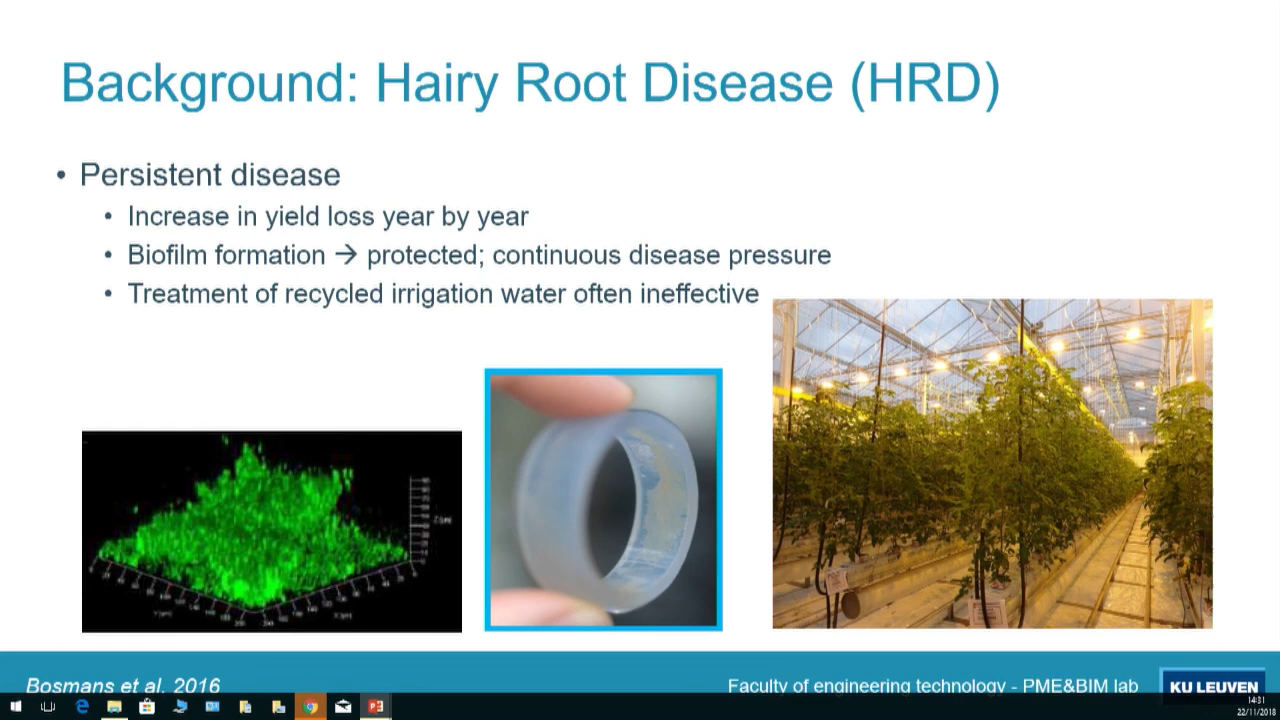 Background: Hairy Root Disease (HRD)
• Persistent disease
• Increase in yield loss year by year
• Biofilm formation → protected; continuous disease pressure
• Treatment of recycled irrigation water often ineffective
Bosmans et al. 2016
Faculty of engineering technology - PME&BIM lab
KU LEUVEN
14:31
22/11/2018